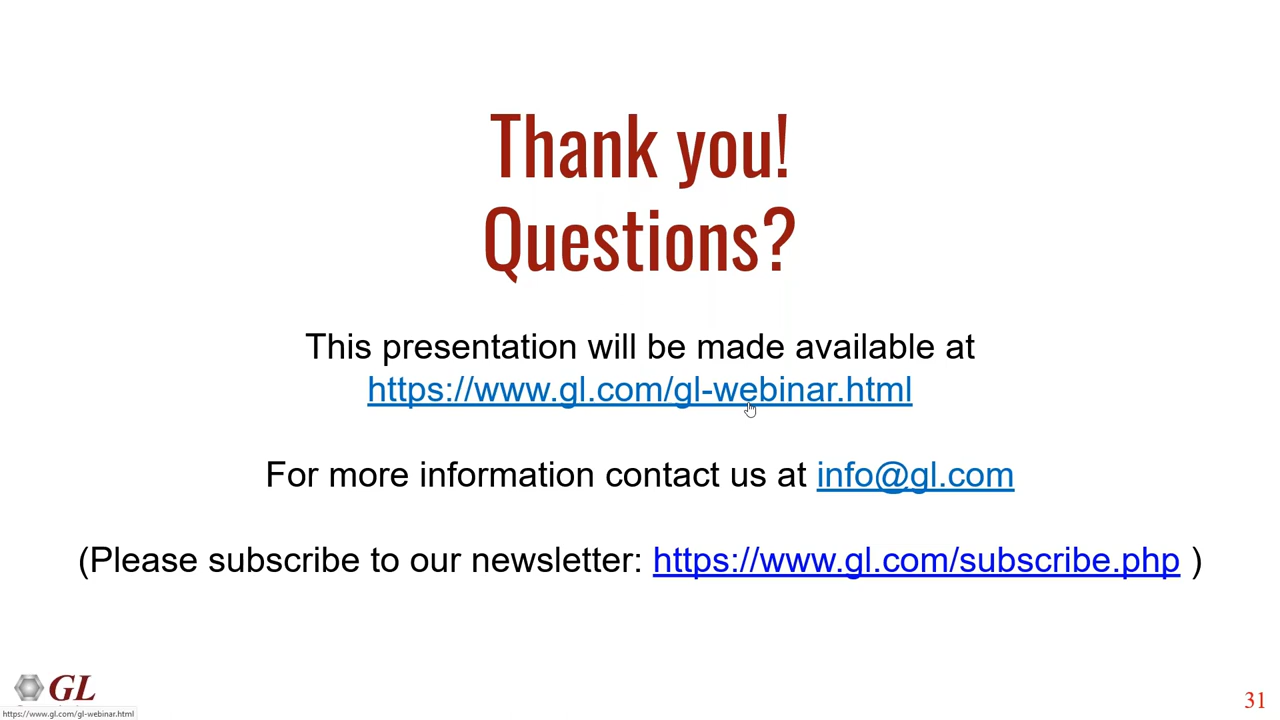 Thank you!
Questions?
This presentation will be made available at
https://www.gl.com/gl-webinar.html
For more information contact us at info@gl.com
(Please subscribe to our newsletter: https://www.gl.com/subscribe.php )
GL
https://www.gl.com/gl-webinar.html
31